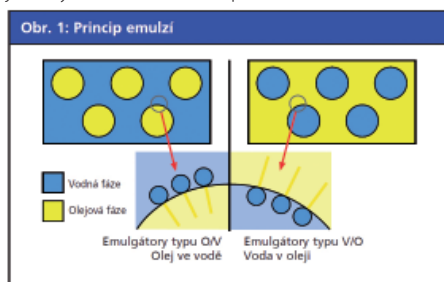 Obr. 1: Princip emulzí
Vodná fáze
Olejová fáze
Emulgátory typu O/V
Olej ve vodě
Emulgátory typu V/O
Voda v oleji